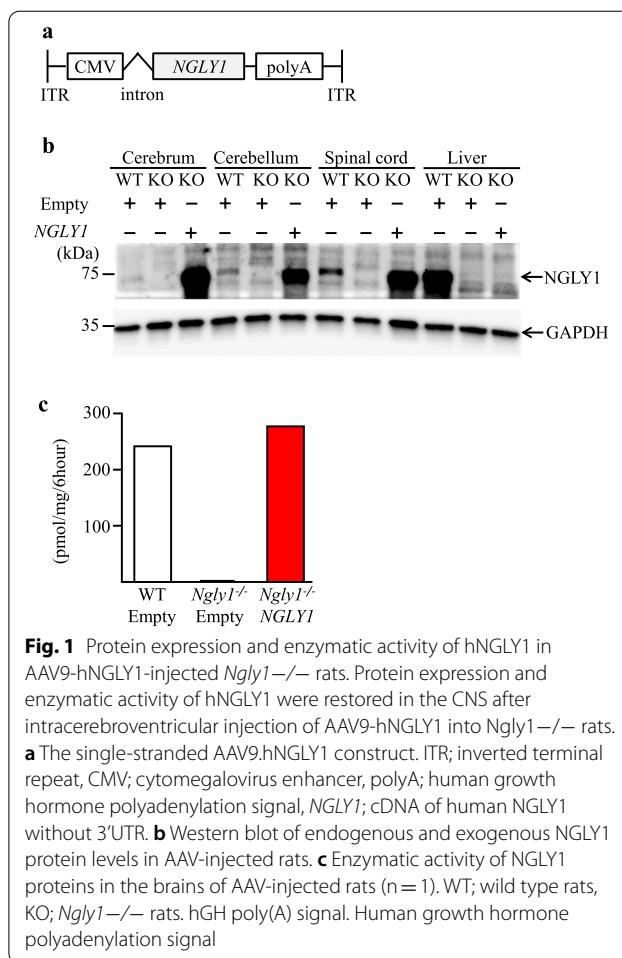 a
CMV NGLY1 polyA
ITR intron ITR
b
Cerebrum Cerebellum Spinal cord Liver
WT KO KO WT KO KO WT KO KO WT KO KO
Empty + + − + + − + + − + + −
NGLY1 − − + − − + − − + − − +
(kDa)
75 NGLY1
35 GAPDH
c
300
200
100
(pmol/mg/6hour)
WT Ngly1-/- Ngly1-/-
Empty Empty NGLY1
Fig. 1 Protein expression and enzymatic activity of hNGLY1 in
AAV9-hNGLY1-injected Ngly1−/− rats. Protein expression and
enzymatic activity of hNGLY1 were restored in the CNS after
intracerebroventricular injection of AAV9-hNGLY1 into Ngly1−/− rats.
a The single-stranded AAV9.hNGLY1 construct. ITR; inverted terminal
repeat, CMV; cytomegalovirus enhancer, polyA; human growth
hormone polyadenylation signal, NGLY1; cDNA of human NGLY1
without 3'UTR. b Western blot of endogenous and exogenous NGLY1
protein levels in AAV-injected rats. c Enzymatic activity of NGLY1
proteins in the brains of AAV-injected rats (n = 1). WT; wild type rats,
KO; Ngly1−/− rats. hGH poly(A) signal. Human growth hormone
polyadenylation signal